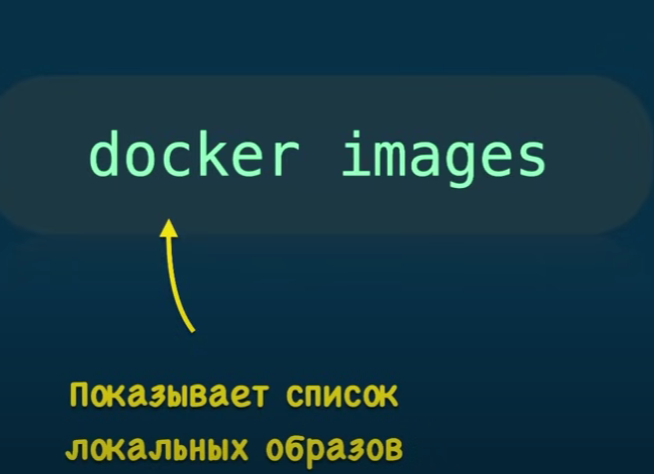 docker images
Показывает список
локальных образов